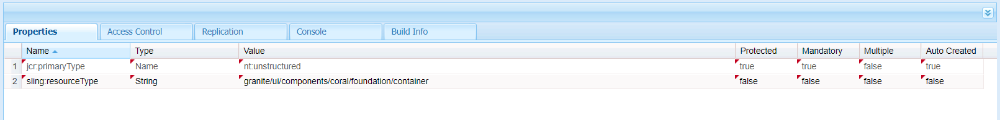 Properties Access Control Replication Console Build Info
Name Type Value Protected Mandatory Multiple Auto Created
1 jcr:primaryType Name nt:unstructured true true false true
2 sling:resourceType String granite/ui/components/coral/foundation/container false false false false